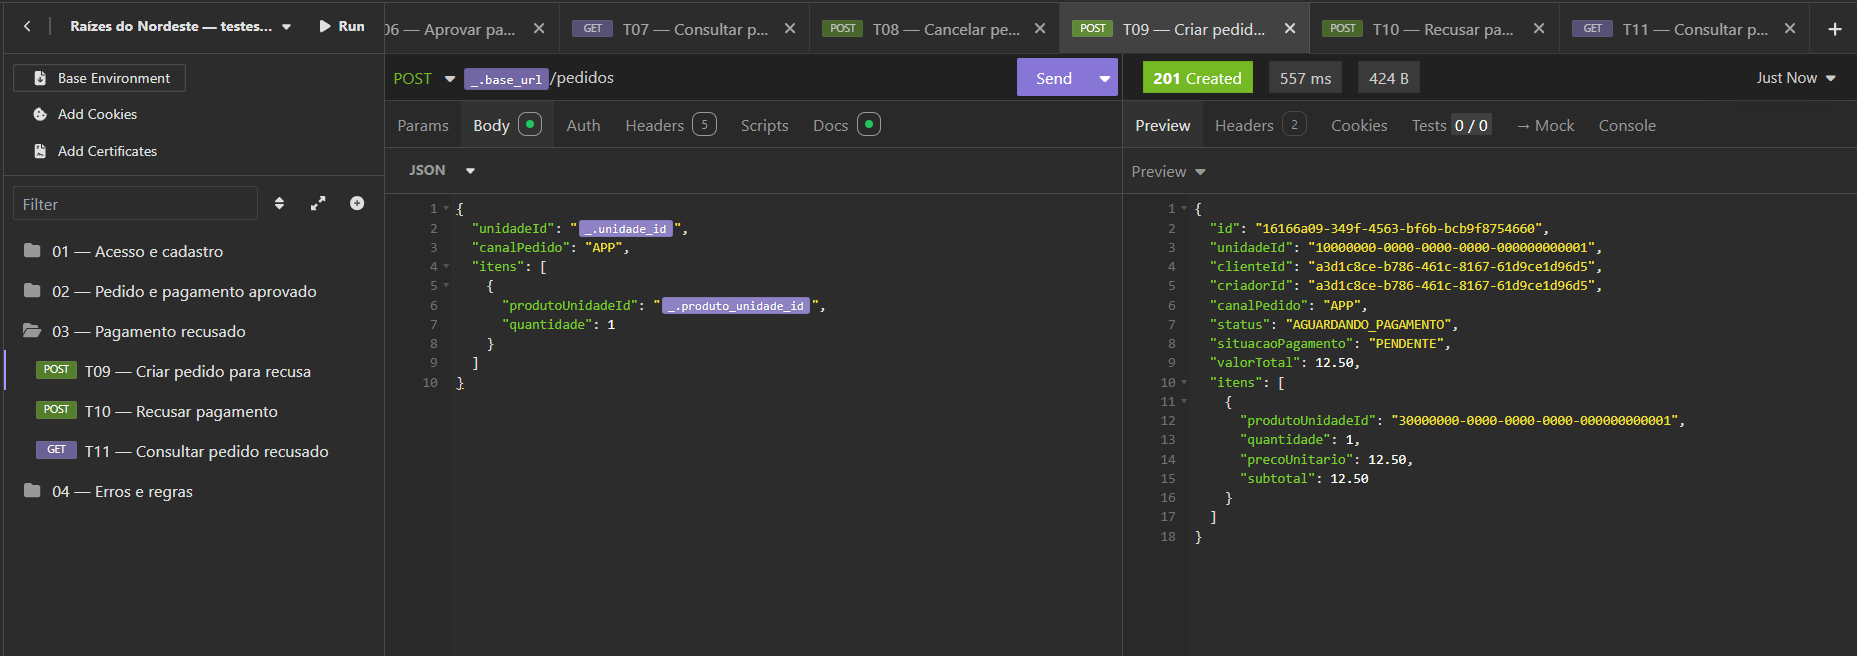 Raízes do Nordeste — testes...
Run
06 — Aprovar pa...
GET T07 — Consultar p...
POST T08 — Cancelar pe...
POST T09 — Criar pedid...
POST T10 — Recusar pa...
GET T11 — Consultar p...
Base Environment
Add Cookies
Add Certificates
Filter
01 — Acesso e cadastro
02 — Pedido e pagamento aprovado
03 — Pagamento recusado
POST T09 — Criar pedido para recusa
POST T10 — Recusar pagamento
GET T11 — Consultar pedido recusado
04 — Erros e regras
POST _.base_url/pedidos
Send
Params Body Auth Headers 5 Scripts Docs
JSON
1 {
2 "unidadeId": "_.unidade_id",
3 "canalPedido": "APP",
4 "itens": [
5 {
6 "produtoUnidadeId": "_.produto_unidade_id",
7 "quantidade": 1
8 }
9 ]
10 }
201 Created 557 ms 424 B
Just Now
Preview Headers 2 Cookies Tests 0 / 0 → Mock Console
Preview
1 {
2 "id": "16166a09-349f-4563-bf6b-bcb9f8754660",
3 "unidadeId": "10000000-0000-0000-0000-000000000001",
4 "clienteId": "a3d1c8ce-b786-461c-8167-61d9ce1d96d5",
5 "criadorId": "a3d1c8ce-b786-461c-8167-61d9ce1d96d5",
6 "canalPedido": "APP",
7 "status": "AGUARDANDO_PAGAMENTO",
8 "situacaoPagamento": "PENDENTE",
9 "valorTotal": 12.50,
10 "itens": [
11 {
12 "produtoUnidadeId": "30000000-0000-0000-0000-000000000001",
13 "quantidade": 1,
14 "precoUnitario": 12.50,
15 "subtotal": 12.50
16 }
17 ]
18 }